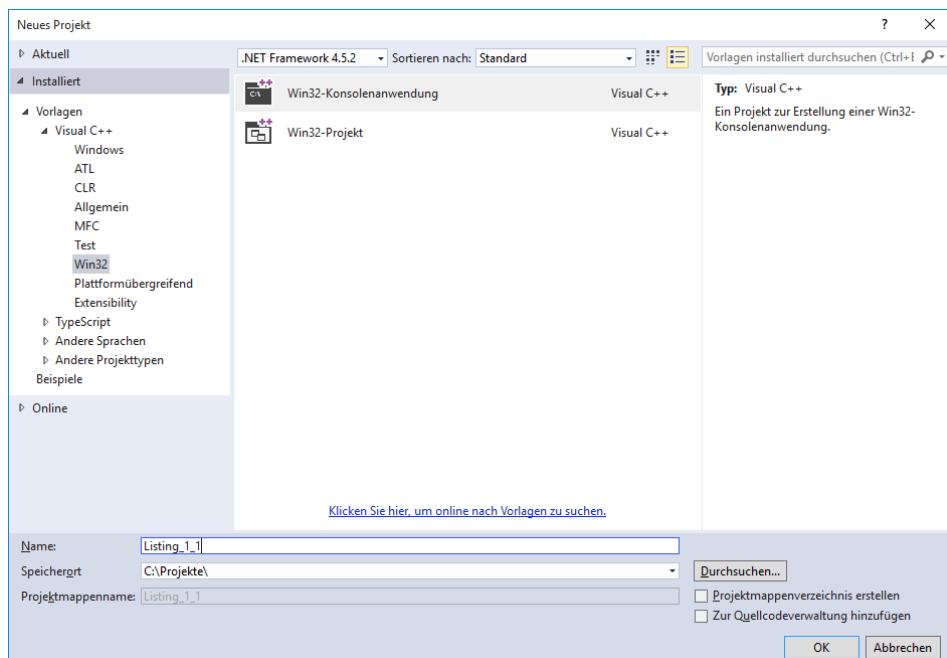 Neues Projekt ?
Aktuell
.NET Framework 4.5.2 Sortieren nach: Standard
Vorlagen installiert durchsuchen (Ctrl+E
Installiert
Vorlagen
Visual C++
Windows
ATL
CLR
Allgemein
MFC
Test
Win32
Plattformübergreifend
Extensibility
TypeScript
Andere Sprachen
Andere Projekttypen
Beispiele
Online
Win32-Konsolenanwendung Visual C++
Win32-Projekt Visual C++
Klicken Sie hier, um online nach Vorlagen zu suchen.
Typ: Visual C++
Ein Projekt zur Erstellung einer Win32-
Konsolenanwendung.
Name: Listing_1_1
Speicherort C:\Projekte\ Durchsuchen...
Projektmappenname: Listing_1_1
Projektmappenverzeichnis erstellen
Zur Quellcodeverwaltung hinzufügen
OK Abbrechen